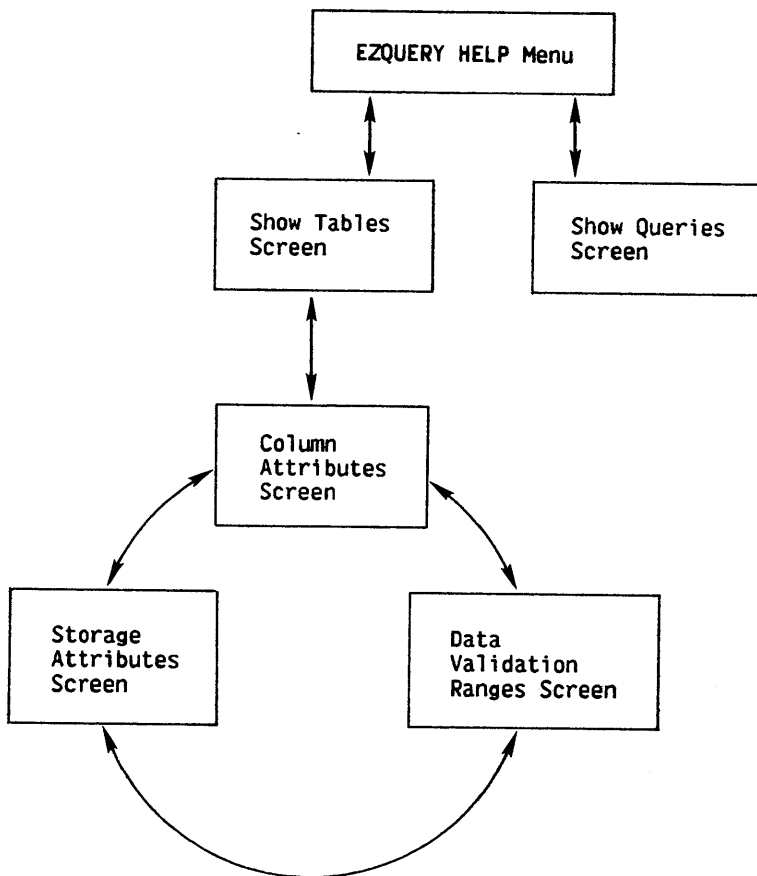 EZQUERY HELP Menu
Show Tables
Screen
Show Queries
Screen
Column
Attributes
Screen
Storage
Attributes
Screen
Data
Validation
Ranges Screen